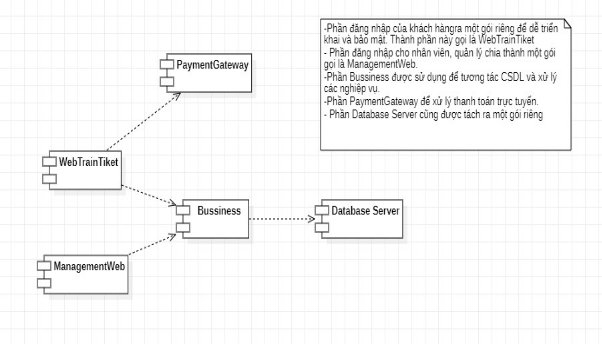 -Phần đăng nhập của khách hàngra một gói riêng để dễ triển
khai và bảo mật. Thành phần này gọi là WebTrainTiket
- Phần đăng nhập cho nhân viên, quản lý chia thành một gói
gọi là ManagementWeb.
-Phần Bussiness được sử dụng để tương tác CSDL và xử lý
các nghiệp vụ.
-Phần PaymentGateway để xử lý thanh toán trực tuyến.
- Phần Database Server cũng được tách ra một gói riêng
PaymentGateway
WebTrainTiket
Bussiness
Database Server
ManagementWeb